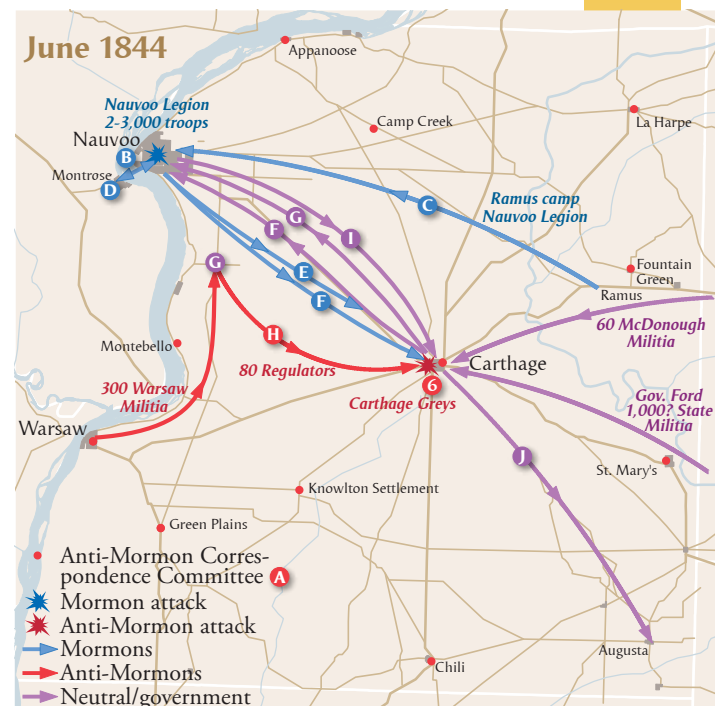 June 1844
Appanoose
Nauvoo Legion
2-3,000 troops
Camp Creek
La Harpe
Nauvoo
B
Montrose
D
C
Ramus camp
Nauvoo Legion
F
G
I
G
E
F
Fountain
Green
Ramus
60 McDonough
Militia
H
Montebello
80 Regulators
Carthage
6
Carthage Greys
300 Warsaw
Militia
Gov. Ford
1,000? State
Militia
Warsaw
J
St. Mary's
Knowlton Settlement
Green Plains
Anti-Mormon Corres-
pondence Committee A
Mormon attack
Anti-Mormon attack
Mormons
Anti-Mormons
Neutral/government
Augusta
Chili